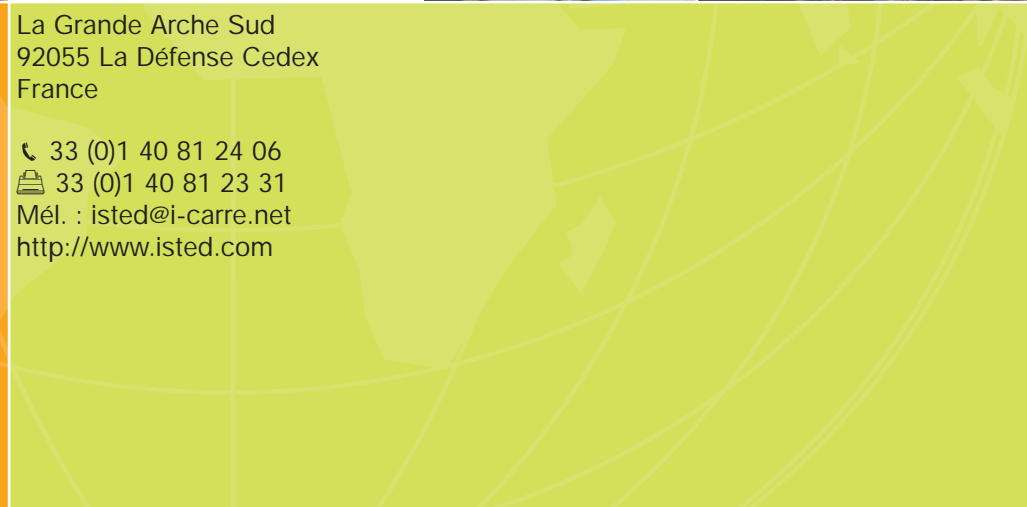 La Grande Arche Sud
92055 La Défense Cedex
France
33 (0)1 40 81 24 06
33 (0)1 40 81 23 31
Mél. : isted@i-carre.net
http://www.isted.com